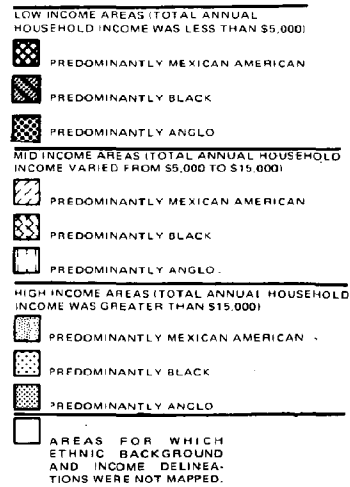 LOW INCOME AREAS (TOTAL ANNUAL
HOUSEHOLD INCOME WAS LESS THAN $5,000)
PREDOMINANTLY MEXICAN AMERICAN
PREDOMINANTLY BLACK
PREDOMINANTLY ANGLO
MID INCOME AREAS (TOTAL ANNUAL HOUSEHOLD
INCOME VARIED FROM $5,000 TO $15,000)
PREDOMINANTLY MEXICAN AMERICAN
PREDOMINANTLY BLACK
PREDOMINANTLY ANGLO.
HIGH INCOME AREAS (TOTAL ANNUAL HOUSEHOLD
INCOME WAS GREATER THAN $15,000)
PREDOMINANTLY MEXICAN AMERICAN
PREDOMINANTLY BLACK
PREDOMINANTLY ANGLO
AREAS FOR WHICH
ETHNIC BACKGROUND
AND INCOME DELINEA-
TIONS WERE NOT MAPPED.